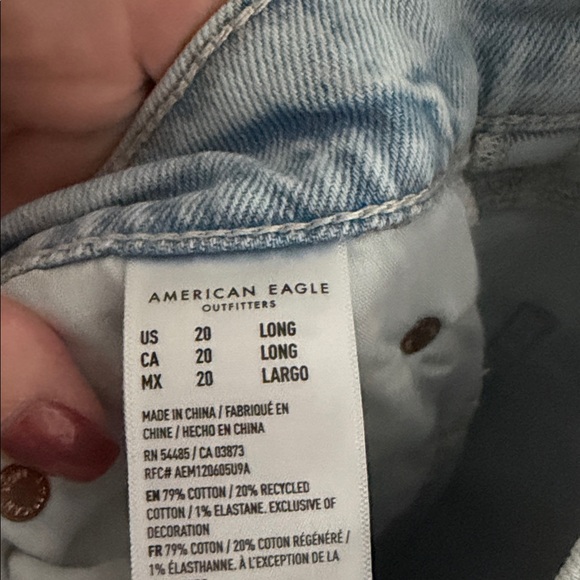 AMERICAN EAGLE
OUTFITTERS
US 20 LONG
CA 20 LONG
MX 20 LARGO
MADE IN CHINA / FABRIQUÉ EN
CHINE / HECHO EN CHINA
RN 54485 / CA 03873
RFC# AEM120605U9A
EN 79% COTTON / 20% RECYCLED
COTTON / 1% ELASTANE. EXCLUSIVE OF
DECORATION
FR 79% COTON / 20% COTON RÉGÉNÉRÉ /
1% ÉLASTHANNE. À L'EXCEPTION DE LA